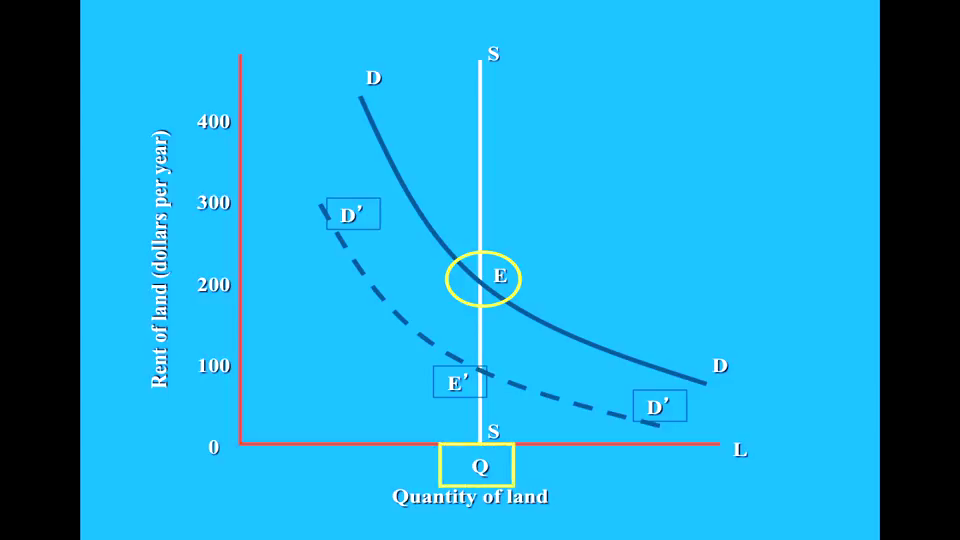 S
D
400
Rent of land (dollars per year)
300
D’
200
E
100
D
E’
D’
S
0
L
Q
Quantity of land